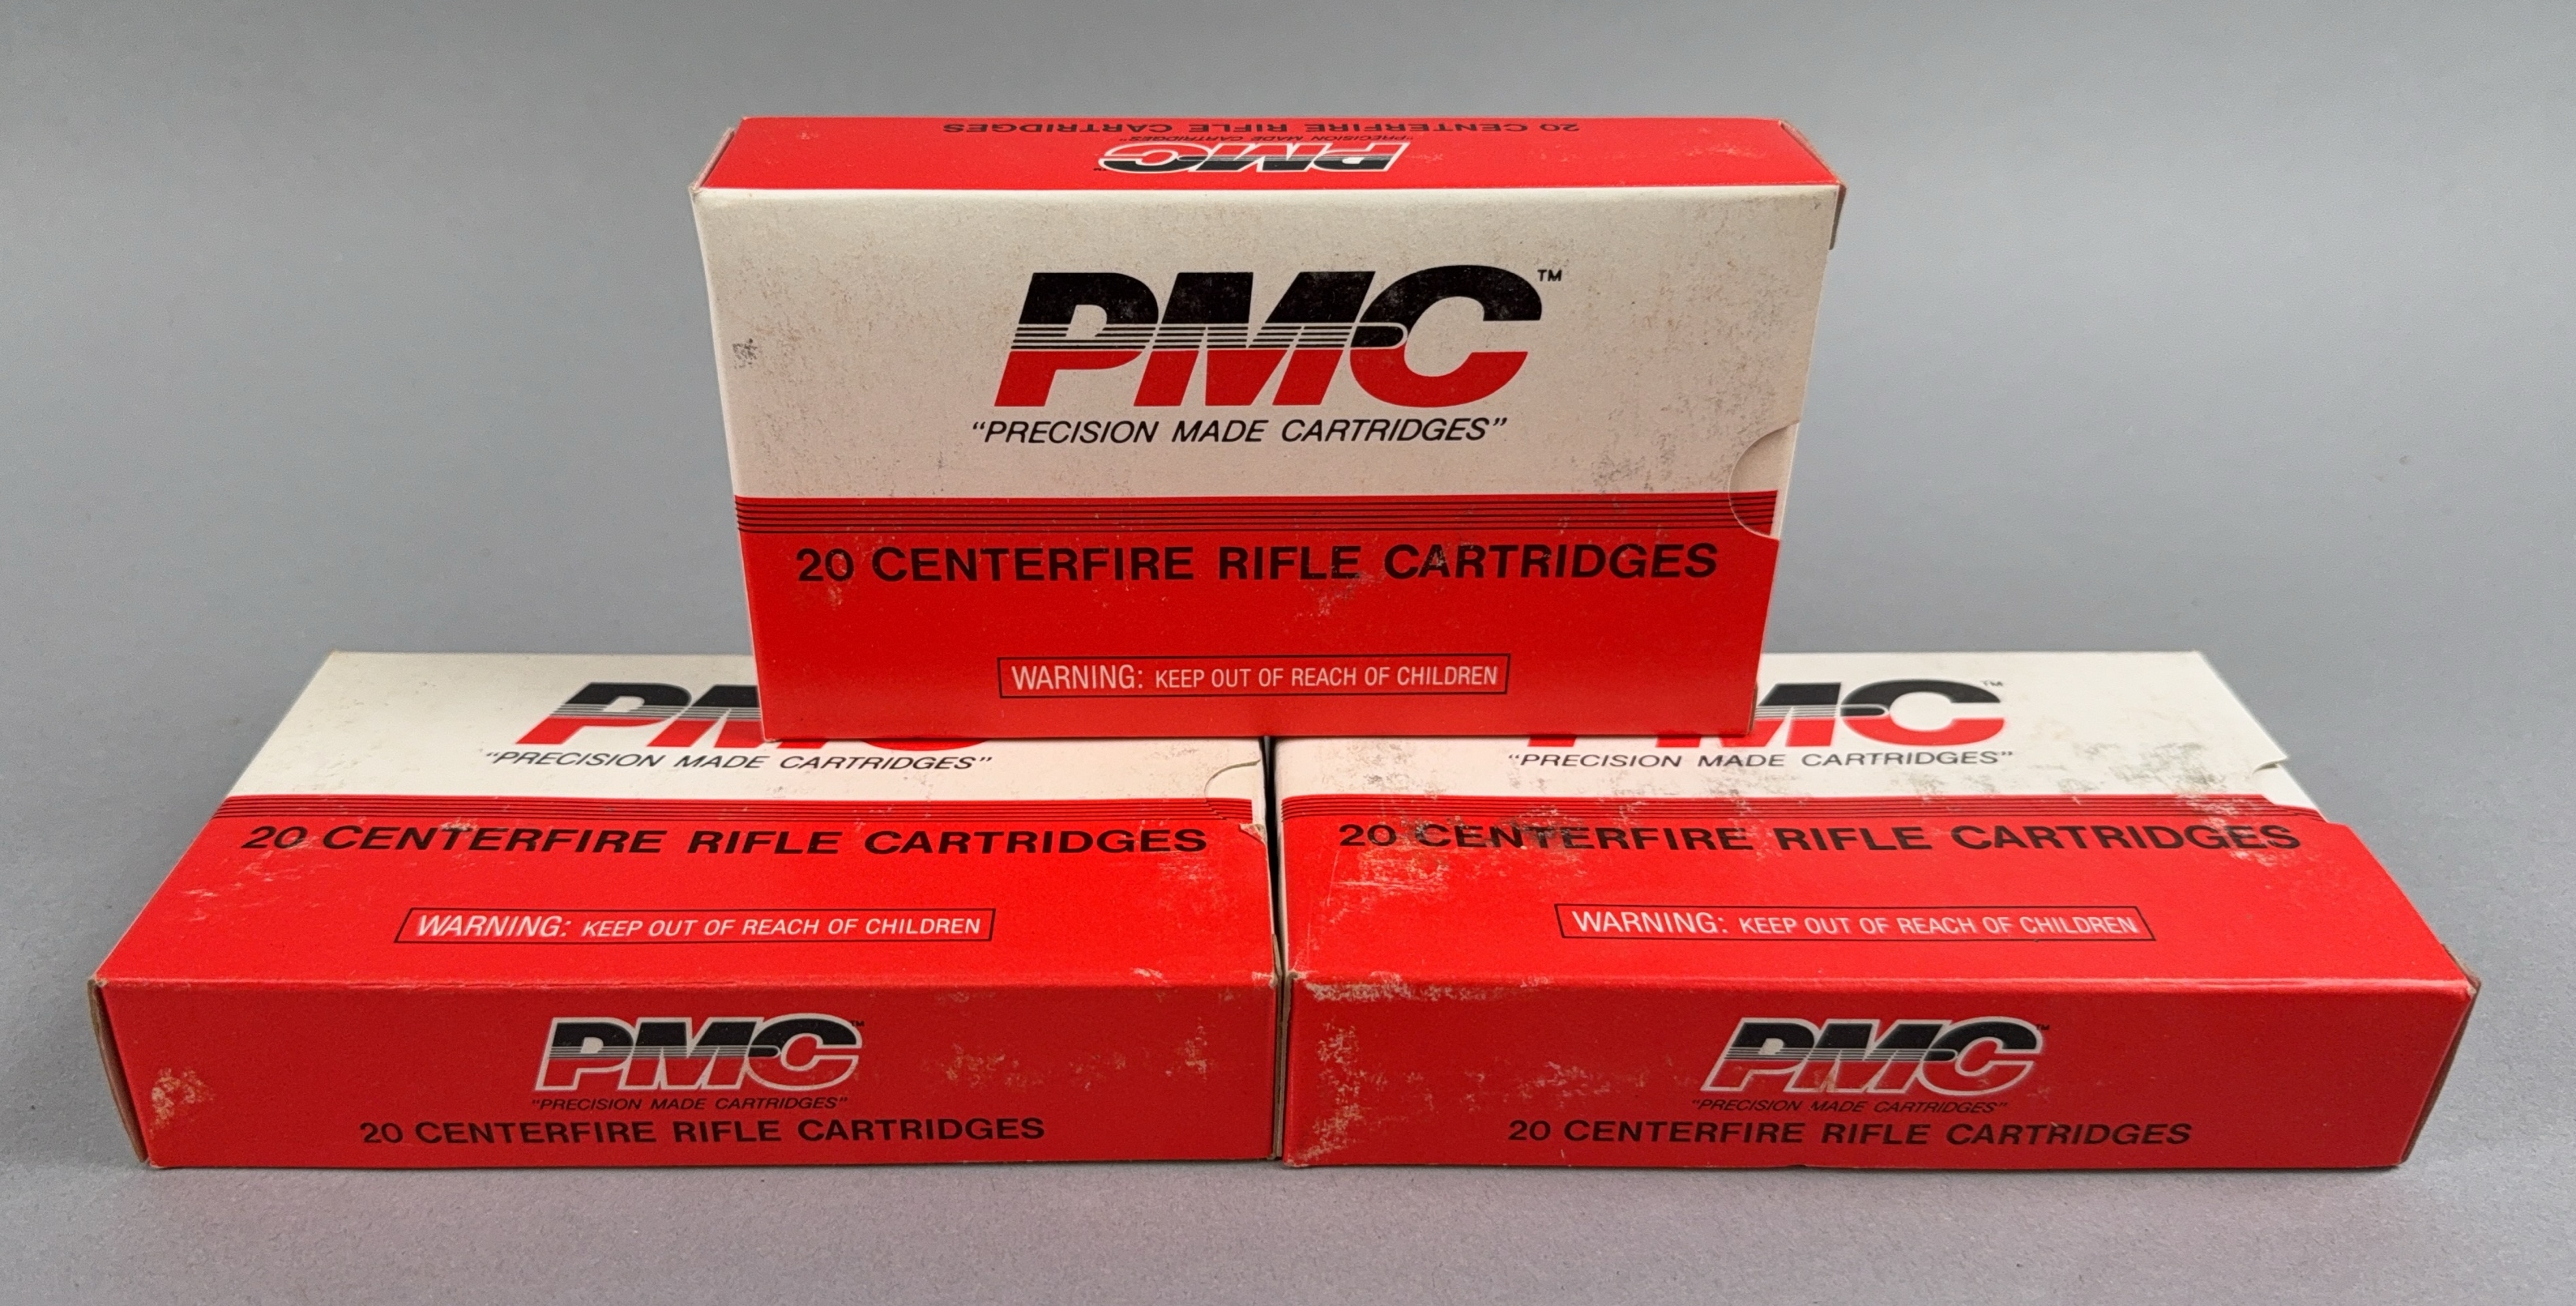 20 CENTERFIRE RIFLE CARTRIDGES
"PRECISION MADE CARTRIDGES"
PMC
PMC™
"PRECISION MADE CARTRIDGES"
20 CENTERFIRE RIFLE CARTRIDGES
WARNING: KEEP OUT OF REACH OF CHILDREN
PMC
"PRECISION MADE CARTRIDGES"
20 CENTERFIRE RIFLE CARTRIDGES
WARNING: KEEP OUT OF REACH OF CHILDREN
PMC™
"PRECISION MADE CARTRIDGES"
20 CENTERFIRE RIFLE CARTRIDGES
PMC™
"PRECISION MADE CARTRIDGES"
20 CENTERFIRE RIFLE CARTRIDGES
WARNING: KEEP OUT OF REACH OF CHILDREN
PMC™
"PRECISION MADE CARTRIDGES"
20 CENTERFIRE RIFLE CARTRIDGES